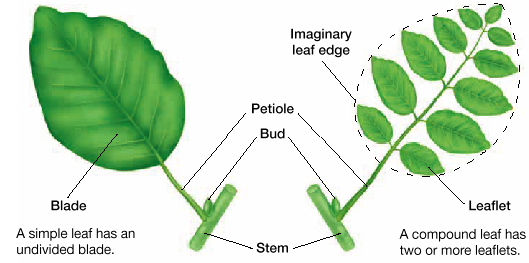 Imaginary
leaf edge
Petiole
Bud
Blade
Leaflet
A simple leaf has an
undivided blade.
Stem
A compound leaf has
two or more leaflets.